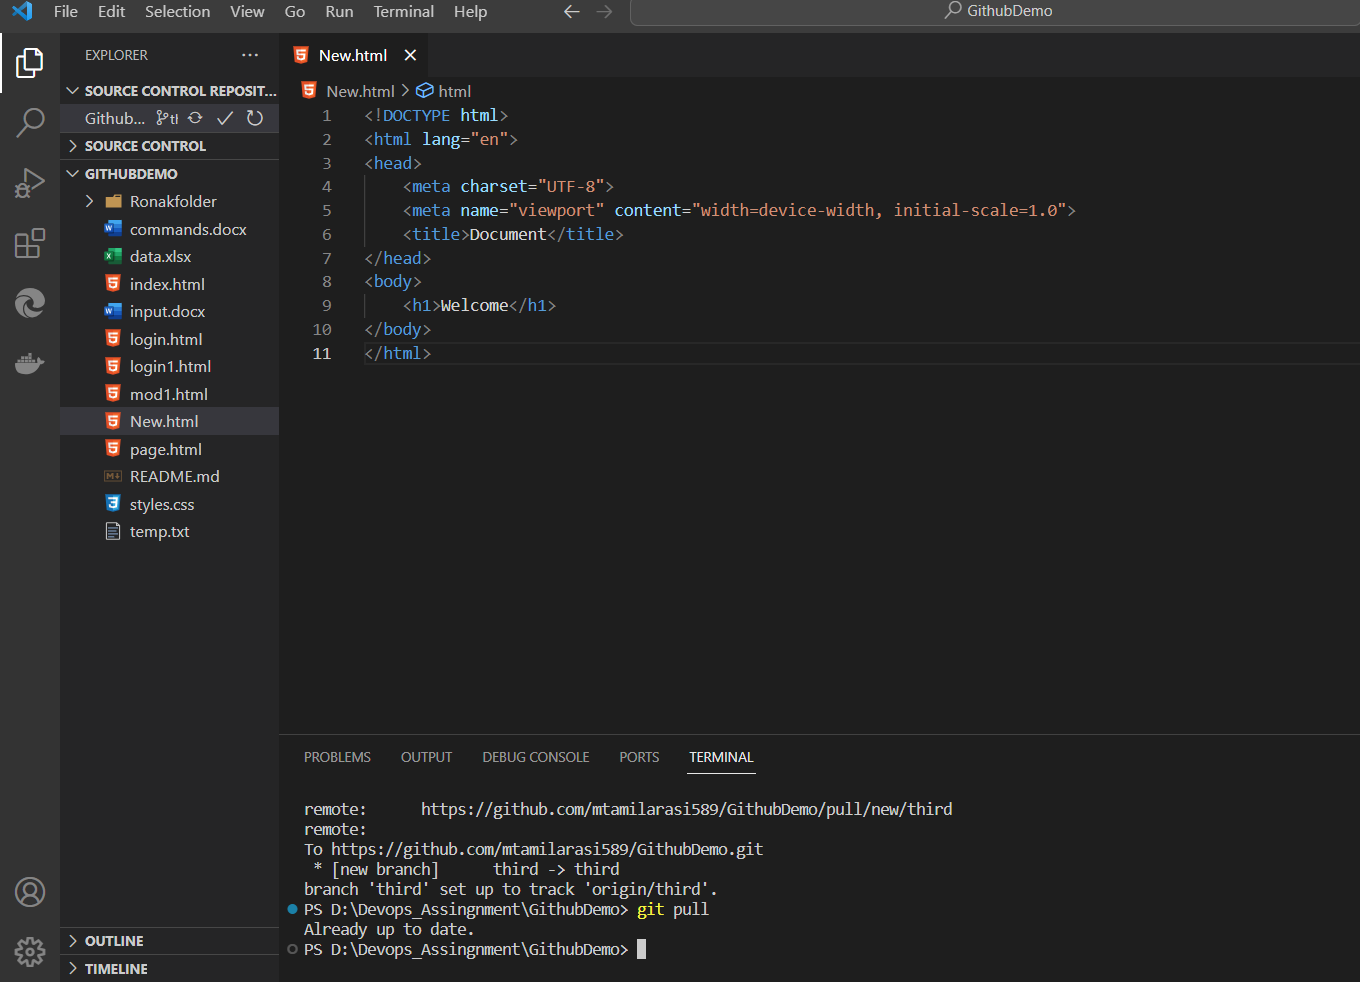 File Edit Selection View Go Run Terminal Help
GithubDemo
EXPLORER
SOURCE CONTROL REPOSIT...
Github...
SOURCE CONTROL
GITHUBDEMO
Ronakfolder
commands.docx
data.xlsx
index.html
input.docx
login.html
login1.html
mod1.html
New.html
page.html
README.md
styles.css
temp.txt
OUTLINE
TIMELINE
New.html
New.html > html
1 <!DOCTYPE html>
2 <html lang="en">
3 <head>
4 <meta charset="UTF-8">
5 <meta name="viewport" content="width=device-width, initial-scale=1.0">
6 <title>Document</title>
7 </head>
8 <body>
9 <h1>Welcome</h1>
10 </body>
11 </html>
PROBLEMS OUTPUT DEBUG CONSOLE PORTS TERMINAL
remote: https://github.com/mtamilarasi589/GithubDemo/pull/new/third
remote:
To https://github.com/mtamilarasi589/GithubDemo.git
* [new branch] third -> third
branch 'third' set up to track 'origin/third'.
PS D:\Devops_Assingnment\GithubDemo> git pull
Already up to date.
PS D:\Devops_Assingnment\GithubDemo>